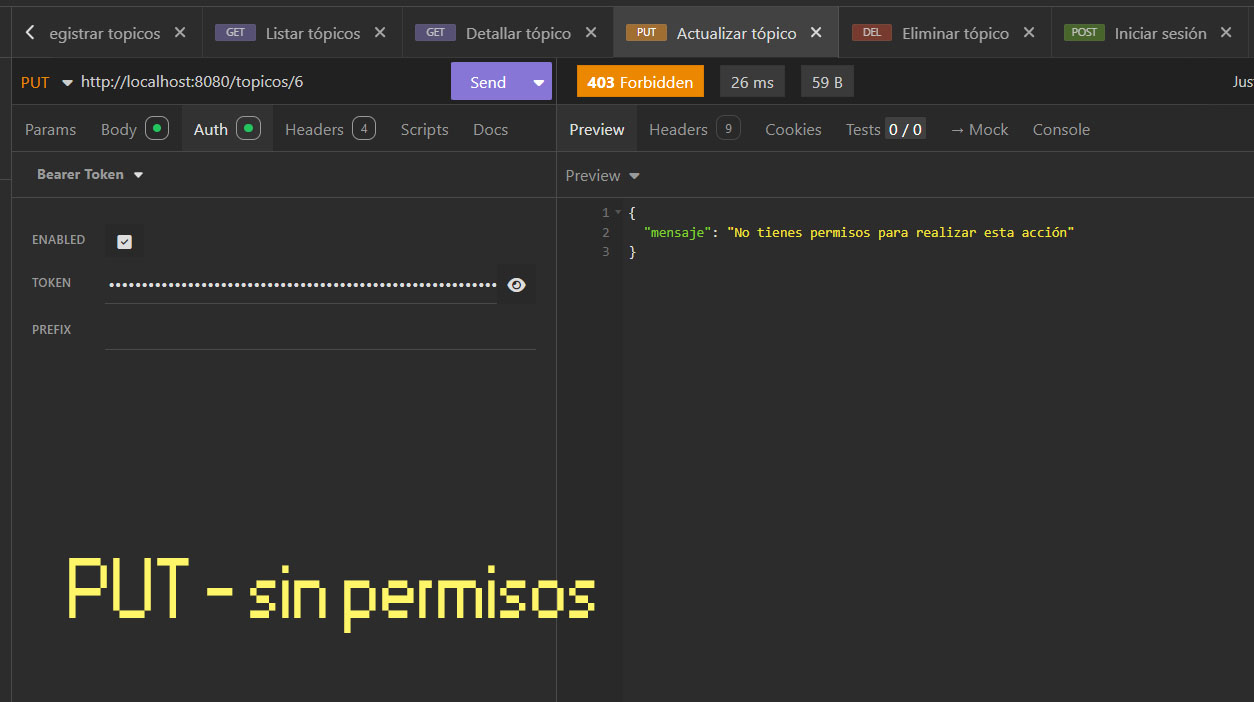 egistrar topicos
GET Listar tópicos
GET Detallar tópico
PUT Actualizar tópico
DEL Eliminar tópico
POST Iniciar sesión
PUT http://localhost:8080/topicos/6
Send
403 Forbidden
26 ms
59 B
Jus
Params Body Auth Headers 4 Scripts Docs
Preview Headers 9 Cookies Tests 0 / 0 → Mock Console
Bearer Token
Preview
ENABLED
TOKEN ••••••••••••••••••••••••••••••••••••••••••••••••••••••••••
PREFIX
1 {
2 "mensaje": "No tienes permisos para realizar esta acción"
3 }
PUT - sin permisos